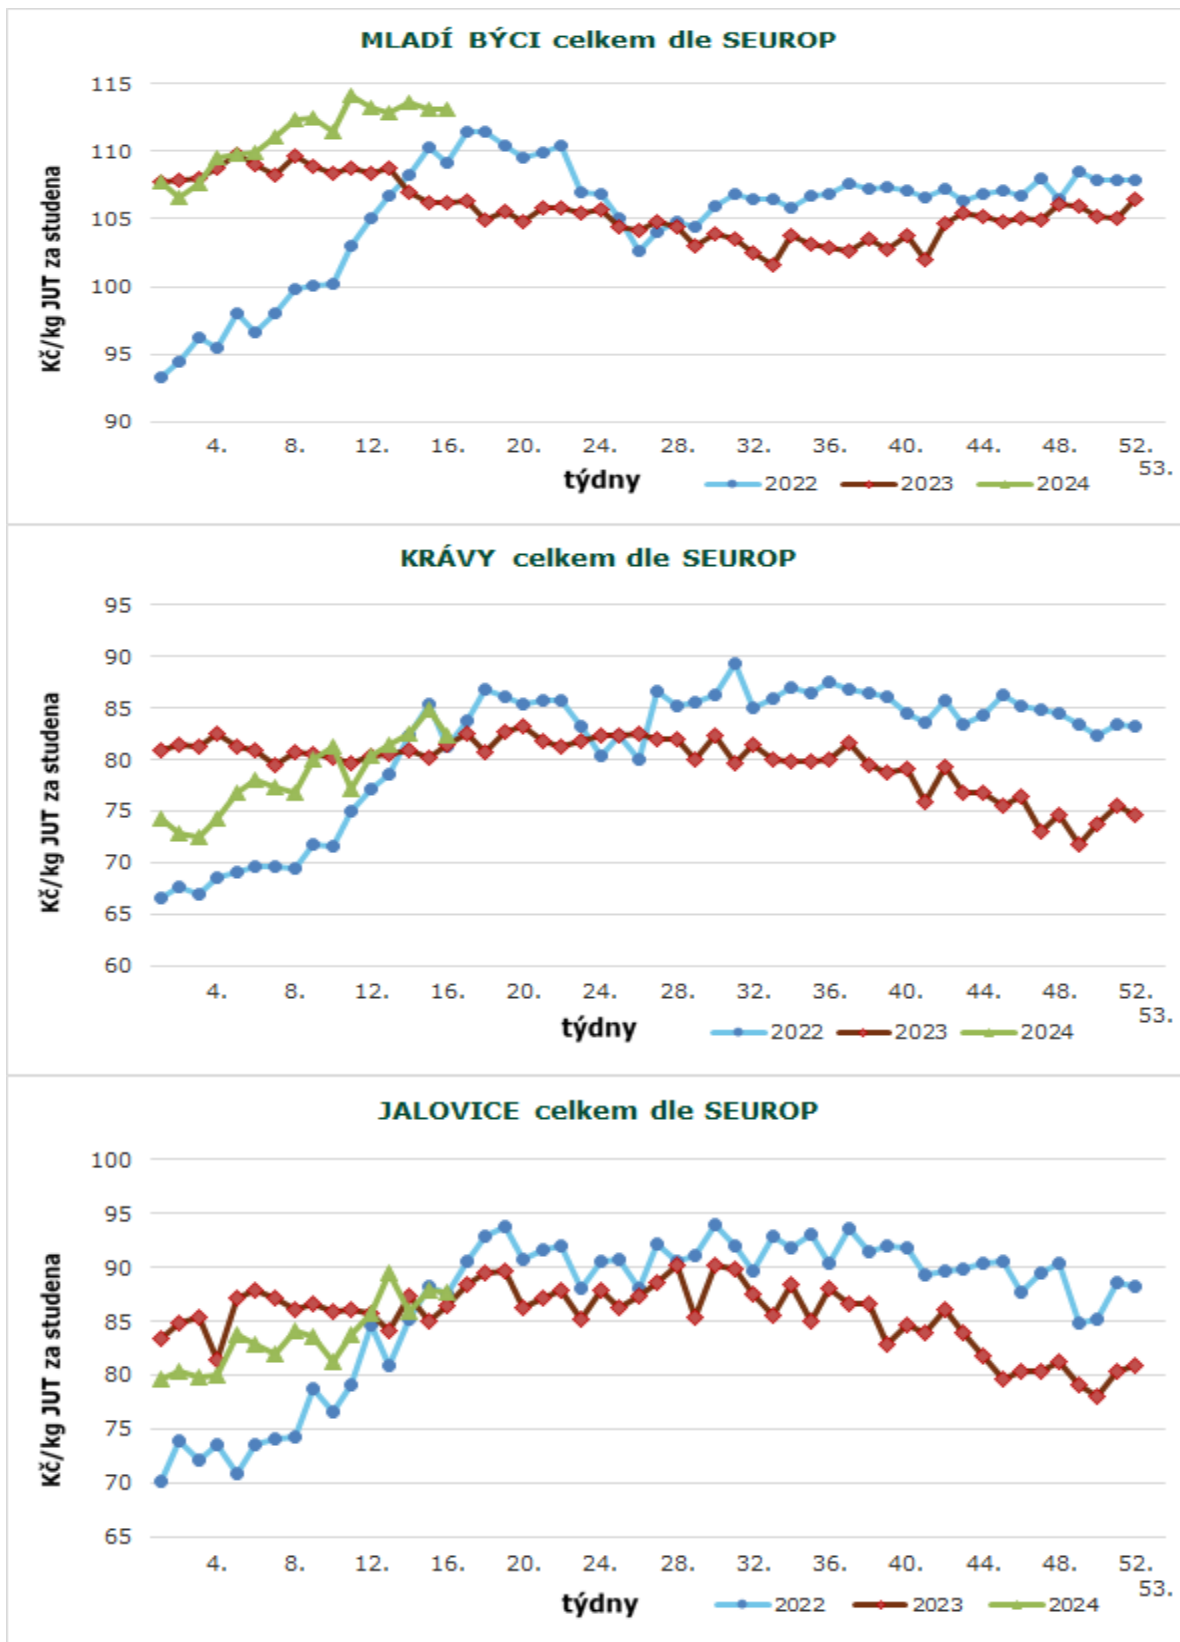 MLADÍ BÝCI celkem dle SEUROP
Kč/kg JUT za studena
115
110
105
100
95
90
4. 8. 12. 16. 20. 24. 28. 32. 36. 40. 44. 48. 52. 53.
týdny
2022 2023 2024
KRÁVY celkem dle SEUROP
Kč/kg JUT za studena
95
90
85
80
75
70
65
60
4. 8. 12. 16. 20. 24. 28. 32. 36. 40. 44. 48. 52. 53.
týdny
2022 2023 2024
JALOVICE celkem dle SEUROP
Kč/kg JUT za studena
100
95
90
85
80
75
70
65
4. 8. 12. 16. 20. 24. 28. 32. 36. 40. 44. 48. 52. 53.
týdny
2022 2023 2024